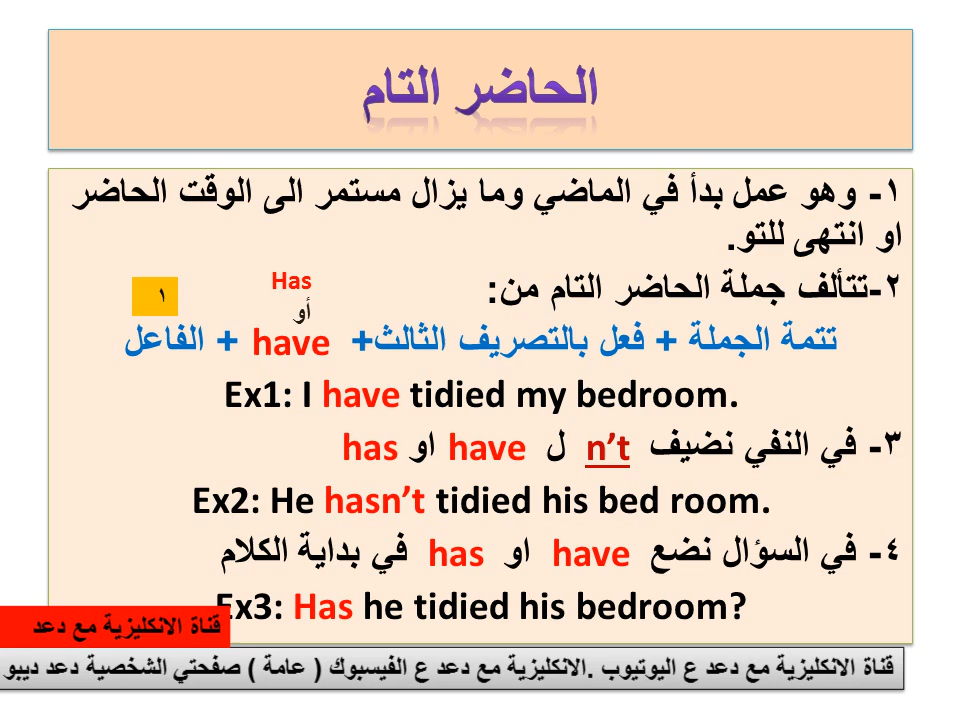 الحاضر التام
١- وهو عمل بدأ في الماضي وما يزال مستمر الى الوقت الحاضر
او انتهى للتو.
٢-تتألف جملة الحاضر التام من:
Has
أو
١
تتمة الجملة + فعل بالتصريف الثالث+ have + الفاعل
Ex1: I have tidied my bedroom.
٣- في النفي نضيف n’t ل have او has
Ex2: He hasn’t tidied his bed room.
٤- في السؤال نضع have او has في بداية الكلام
Ex3: Has he tidied his bedroom?
قناة الانكليزية مع دعد
قناة الانكليزية مع دعد ع اليوتيوب .الانكليزية مع دعد ع الفيسبوك ( عامة ) صفحتي الشخصية دعد ديبو